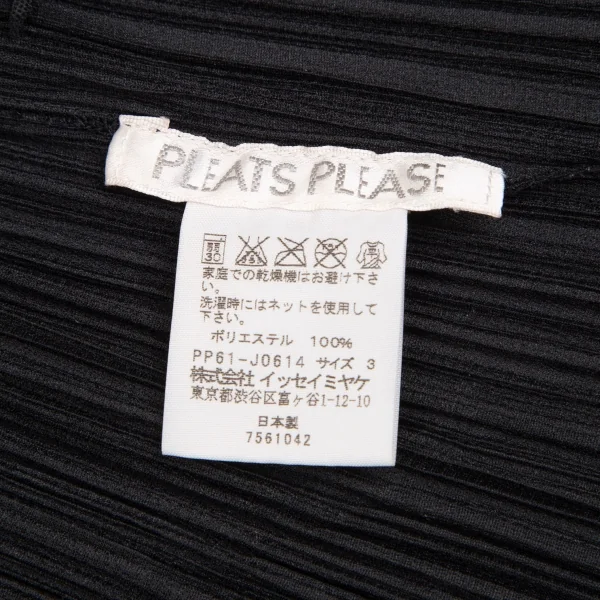 PLEATS PLEASE
30
家庭での乾燥機はお避け下さ
い。
洗濯時にはネットを使用して
下さい。
ポリエステル 100%
PP61-J0614 サイズ 3
株式会社イッセイミヤケ
東京都渋谷区富ヶ谷1-12-10
日本製
7561042